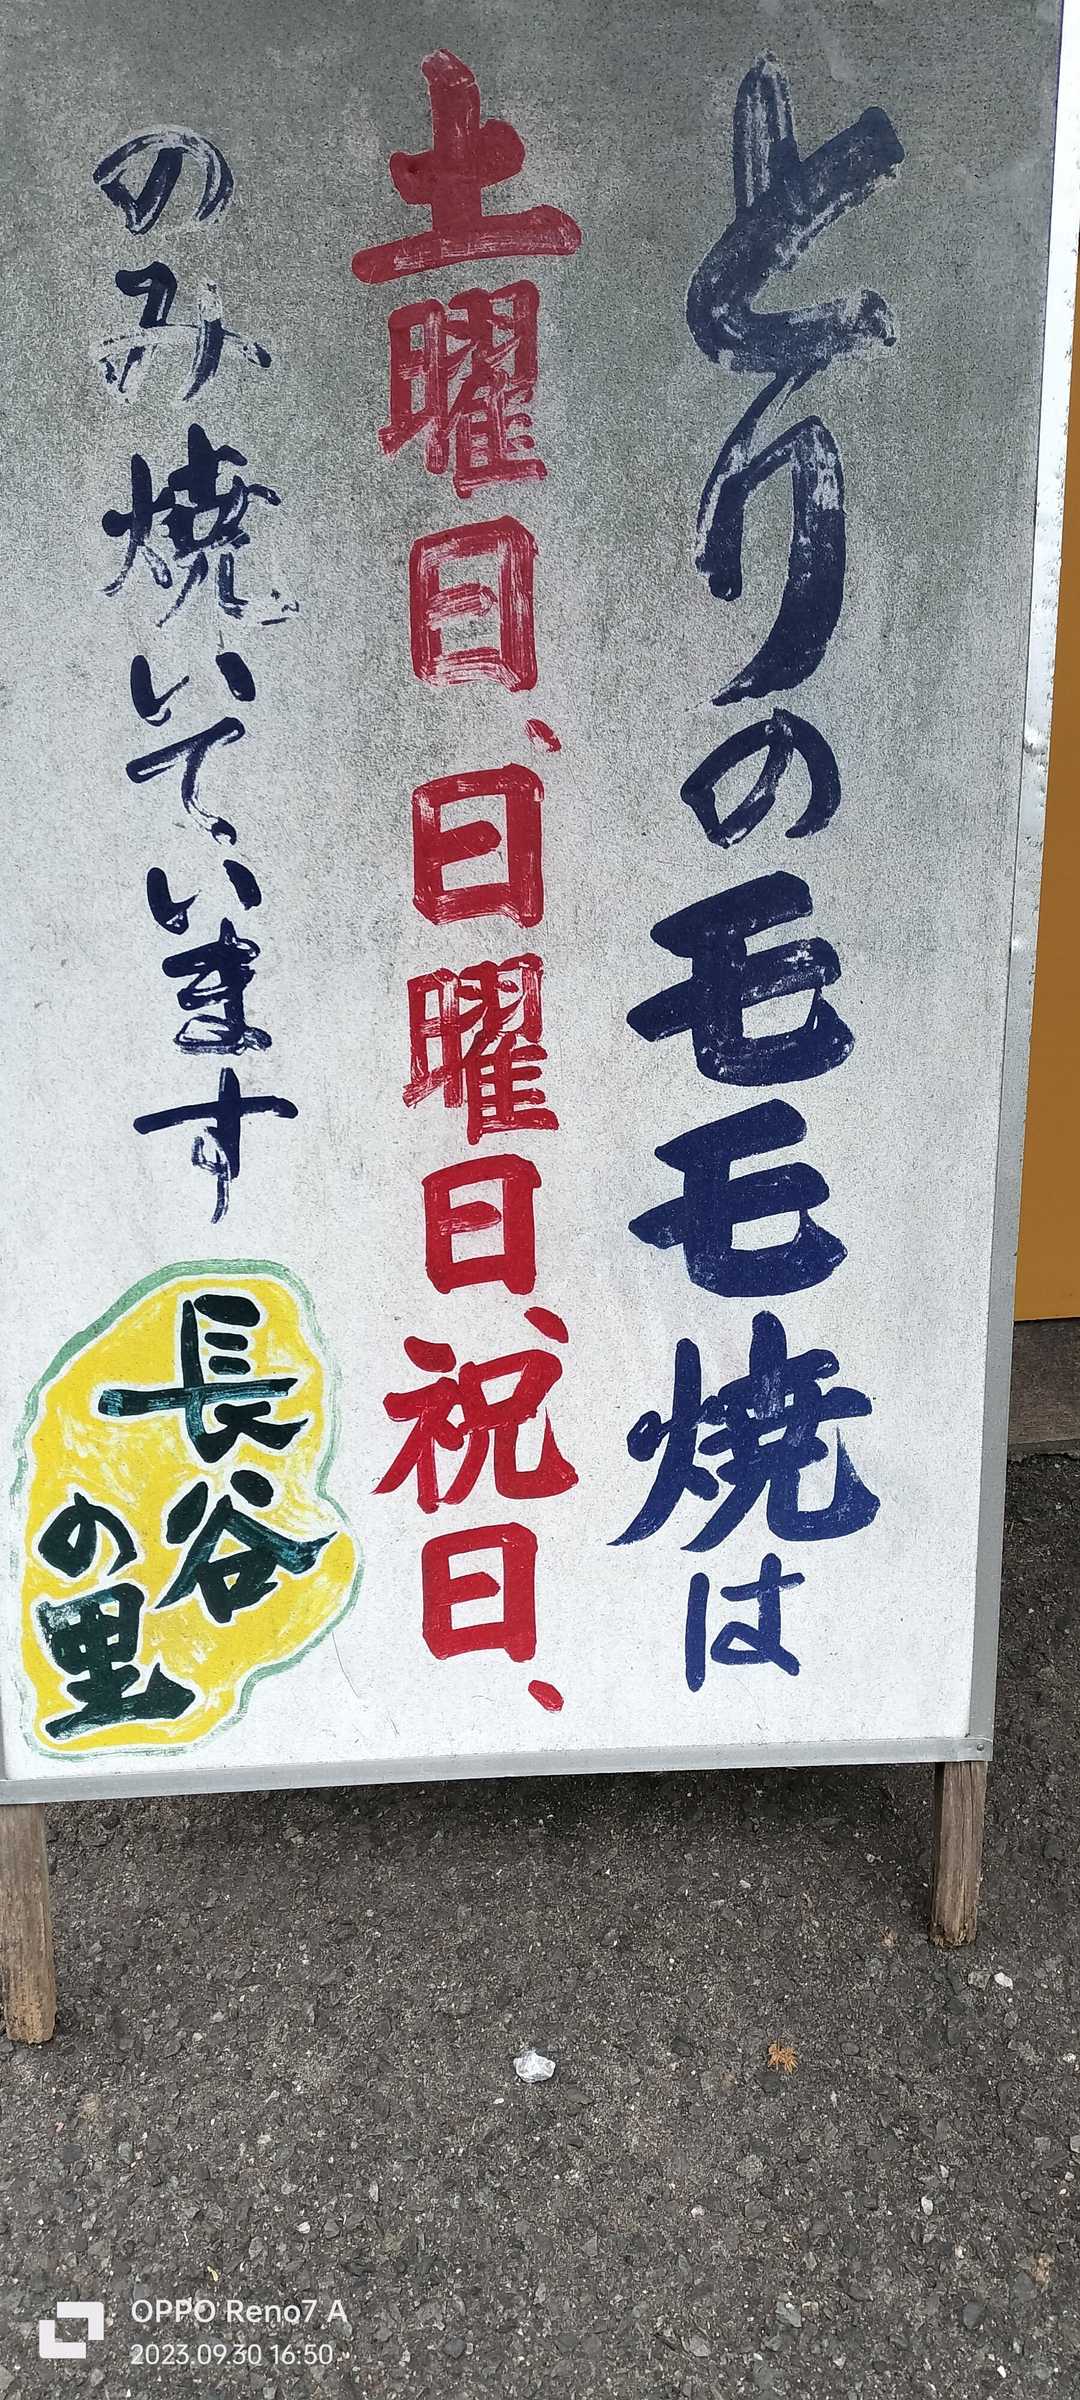 とりのモモ焼は
土曜日、日曜日、祝日、
のみ焼いています
長谷
の里
OPPO Reno7 A
2023.09.30 16:50